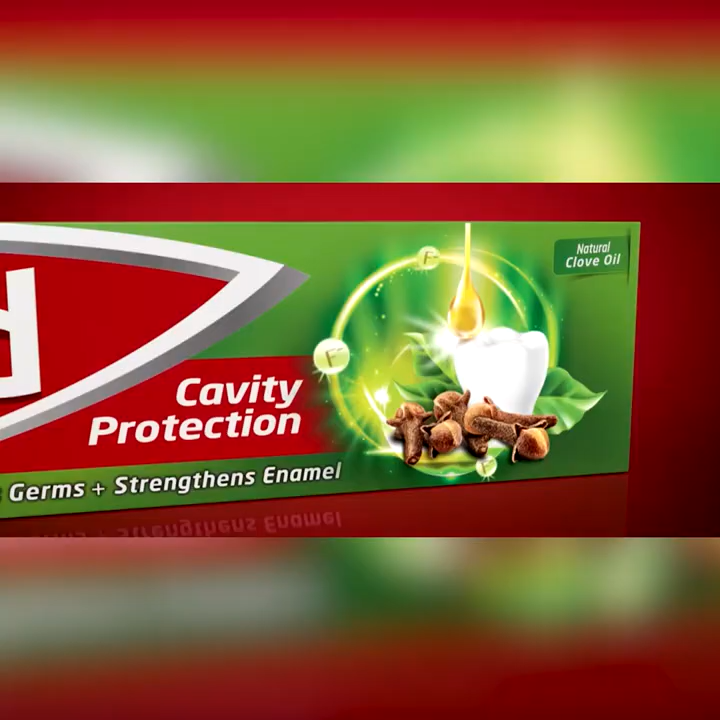 Natural
Clove Oil
F
F
Cavity
Protection
Germs + Strengthens Enamel
F